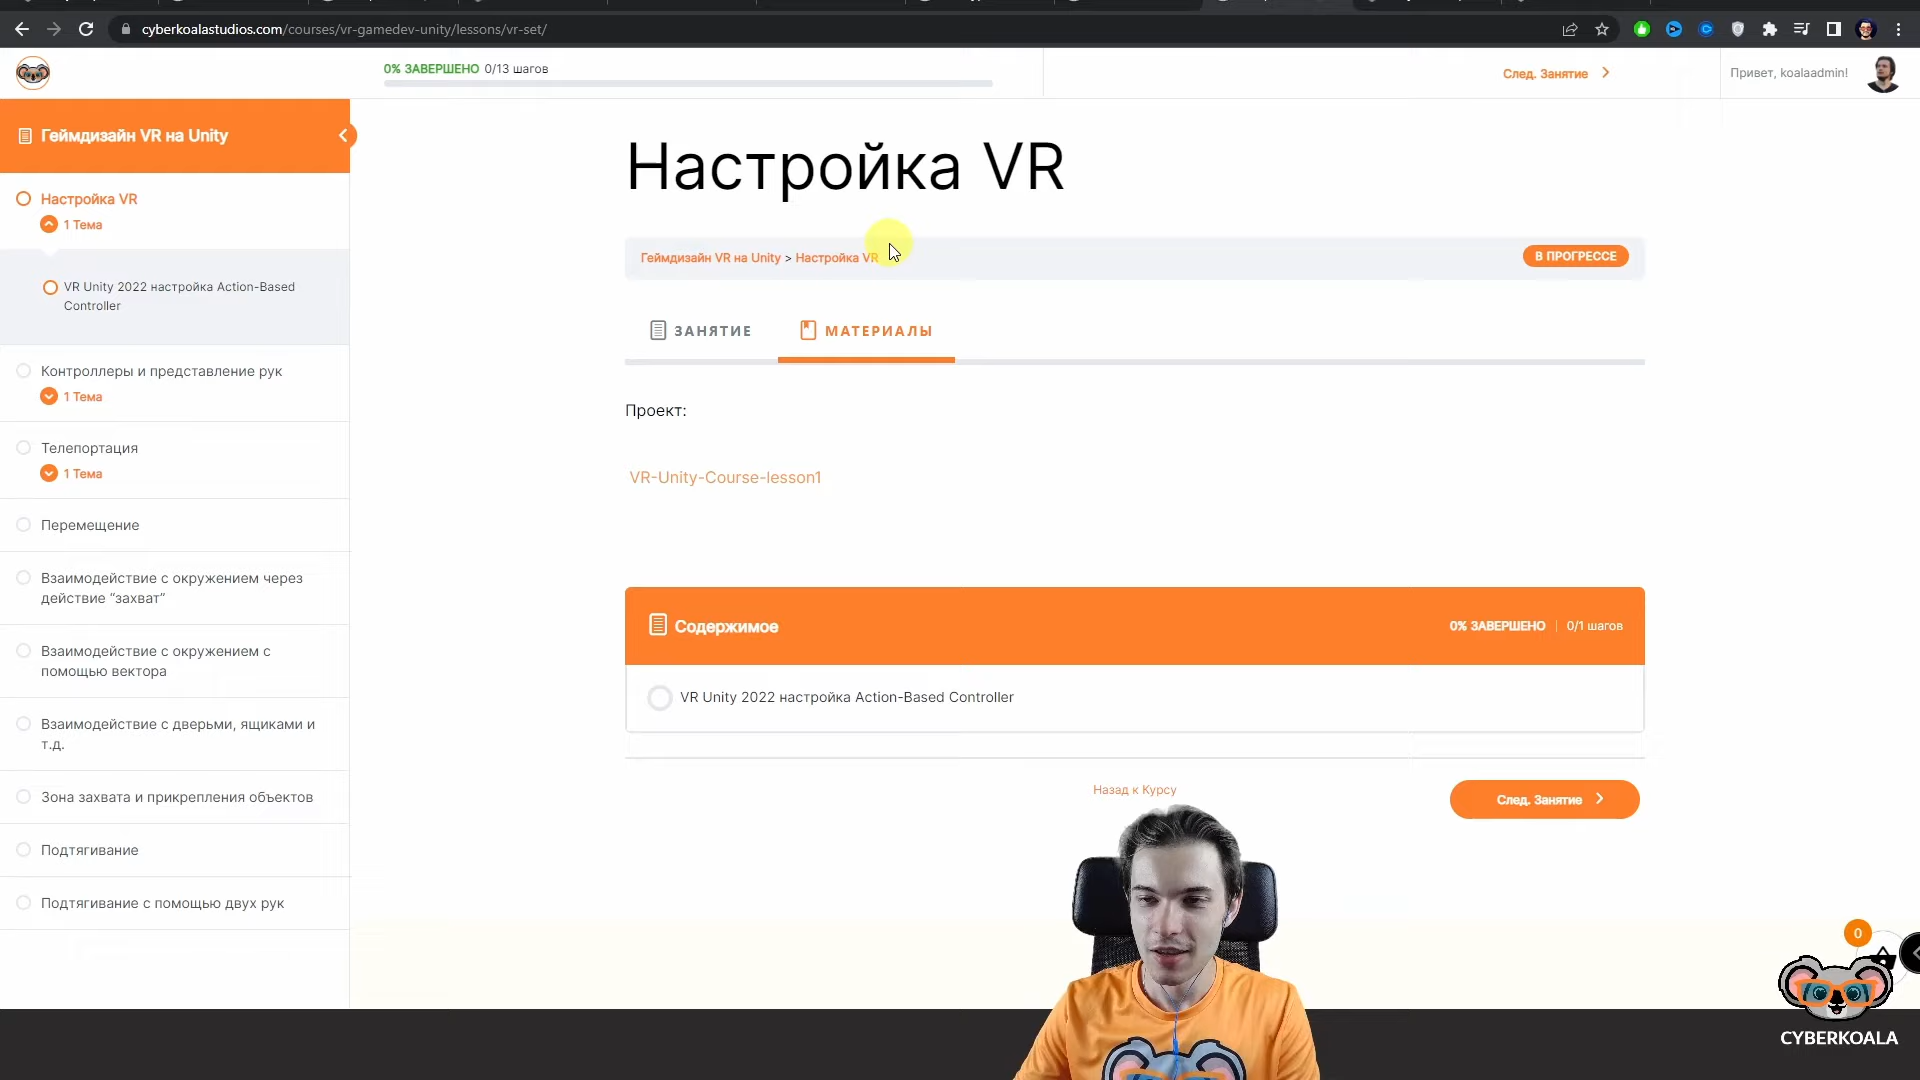 cyberkoalastudios.com/courses/vr-gamedev-unity/lessons/vr-set/
0% ЗАВЕРШЕНО 0/13 шагов
След. Занятие
Привет, koalaadmin!
Геймдизайн VR на Unity
Настройка VR
1 Тема
VR Unity 2022 настройка Action-Based
Controller
Контроллеры и представление рук
1 Тема
Телепортация
1 Тема
Перемещение
Взаимодействие с окружением через
действие “захват”
Взаимодействие с окружением с
помощью вектора
Взаимодействие с дверьми, ящиками и
т.д.
Зона захвата и прикрепления объектов
Подтягивание
Подтягивание с помощью двух рук
Настройка VR
Геймдизайн VR на Unity > Настройка VR
В ПРОГРЕССЕ
ЗАНЯТИЕ
МАТЕРИАЛЫ
Проект:
VR-Unity-Course-lesson1
Содержимое
0% ЗАВЕРШЕНО | 0/1 шагов
VR Unity 2022 настройка Action-Based Controller
Назад к Курсу
След. Занятие
0
CYBERKOALA